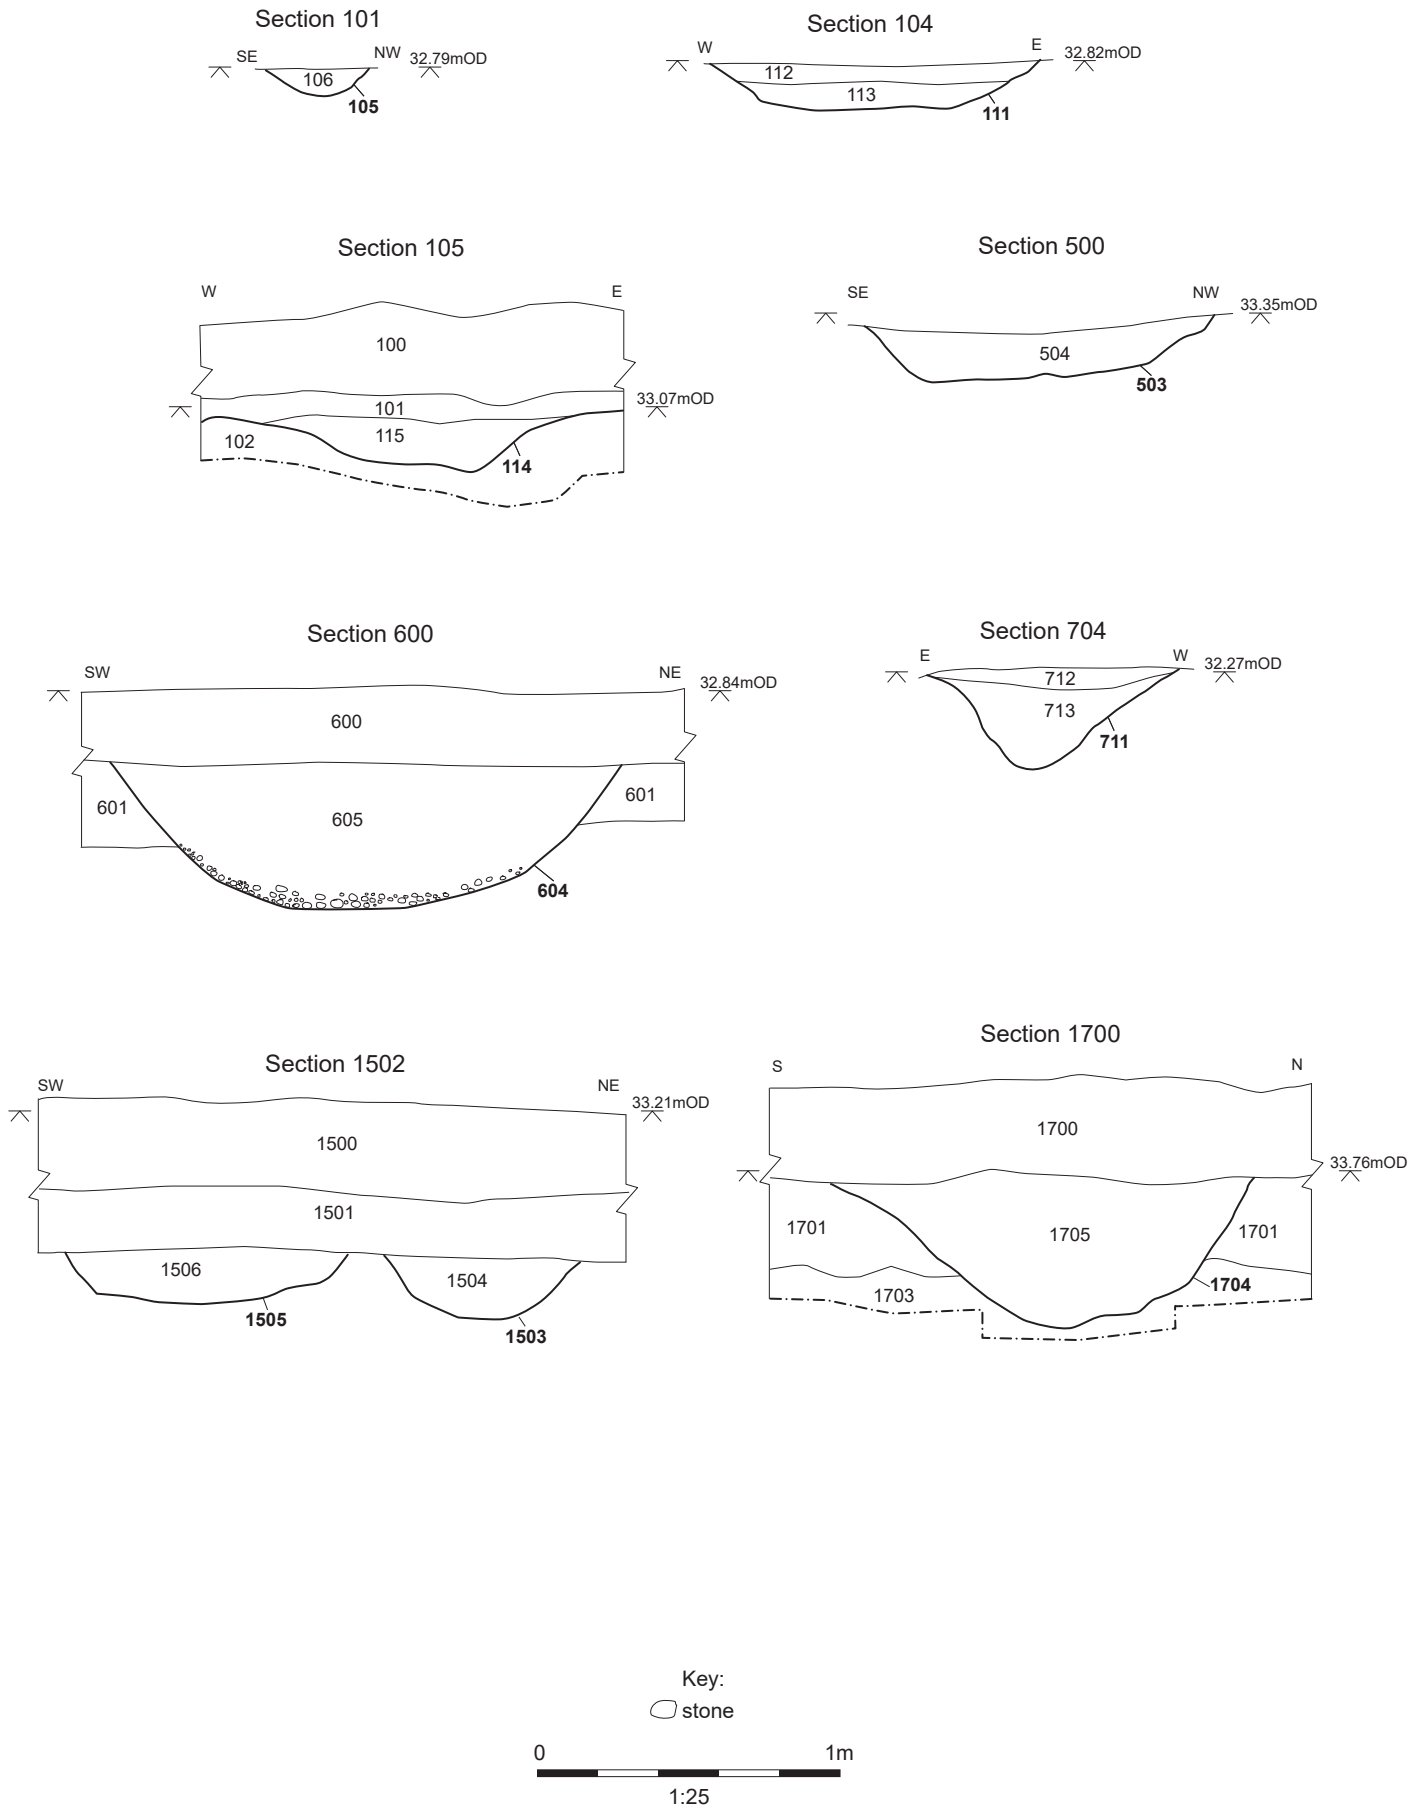 Section 101
SE
NW
32.79mOD
106
105
Section 104
W
E
32.82mOD
112
113
111
Section 105
W
E
100
101
33.07mOD
102
115
114
Section 500
SE
NW
33.35mOD
504
503
Section 600
SW
NE
32.84mOD
600
601
605
601
604
Section 704
E
W
32.27mOD
712
713
711
Section 1502
SW
NE
33.21mOD
1500
1501
1506
1504
1505
1503
Section 1700
S
N
1700
33.76mOD
1701
1705
1701
1703
1704
Key:
stone
0 1m
1:25